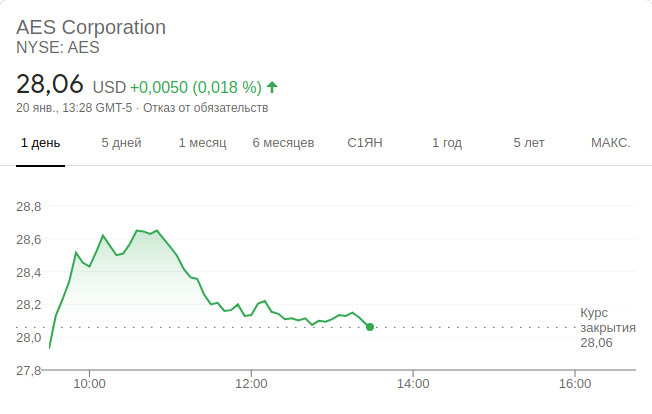 AES Corporation
NYSE: AES
28,06 USD +0,0050 (0,018 %)
20 янв., 13:28 GMT-5 · Отказ от обязательств
1 день 5 дней 1 месяц 6 месяцев С1ЯН 1 год 5 лет МАКС.
28,8
28,6
28,4
28,2
28,0
27,8
Курс
закрытия
28,06
10:00 12:00 14:00 16:00